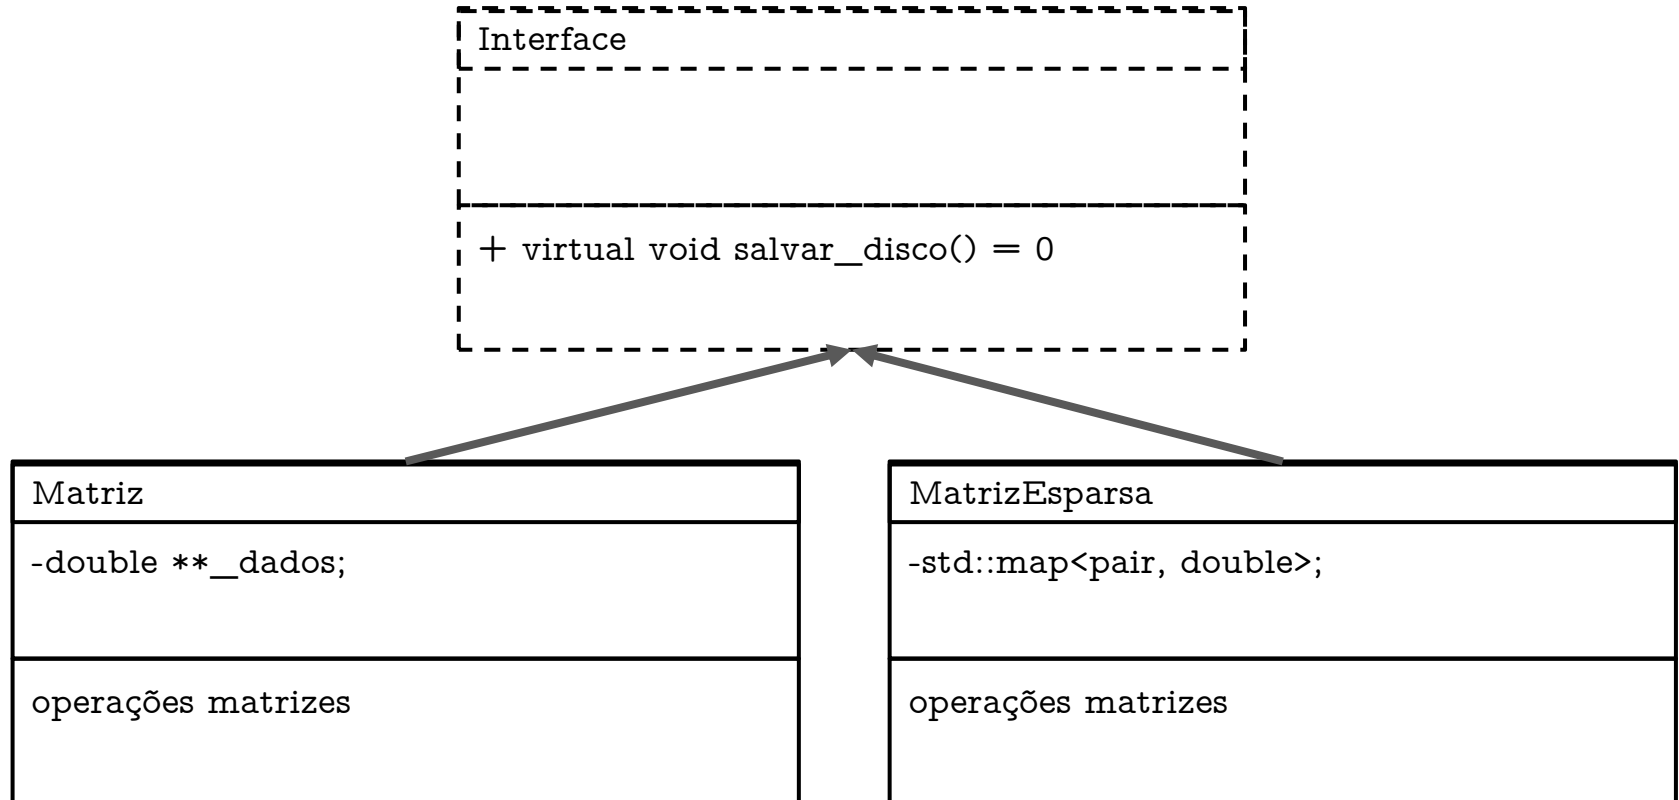 Interface
+ virtual void salvar_disco() = 0
Matriz
-double **_dados;
operações matrizes
MatrizEsparsa
-std::map<pair, double>;
operações matrizes